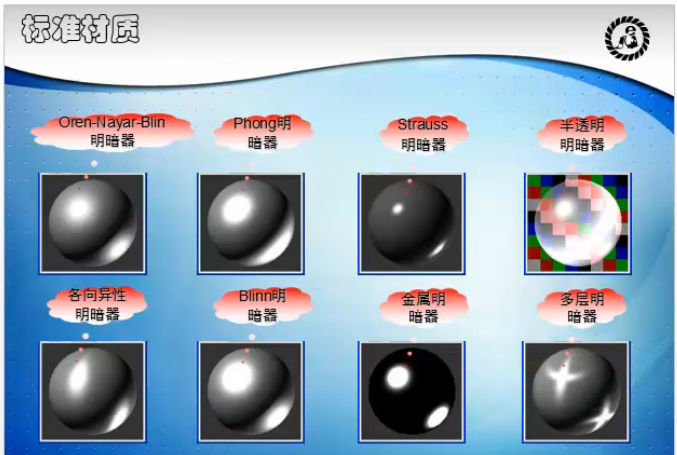 标准材质
Oren-Nayar-Blin
明暗器
Phong明
暗器
Strauss
明暗器
半透明
明暗器
各向异性
明暗器
Blinn明
暗器
金属明
暗器
多层明
暗器